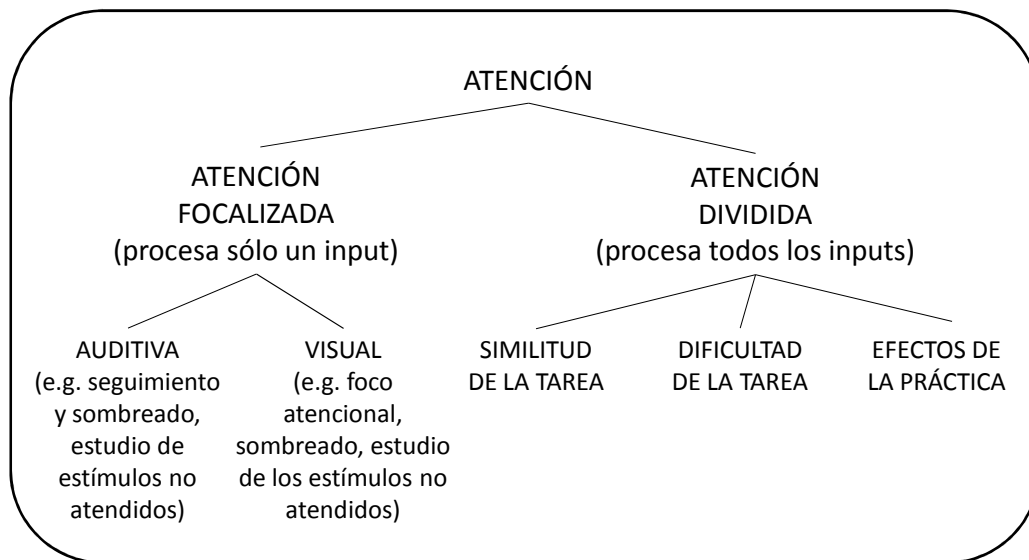 ATENCIÓN
ATENCIÓN
FOCALIZADA
(procesa sólo un input)
ATENCIÓN
DIVIDIDA
(procesa todos los inputs)
AUDITIVA
(e.g. seguimiento
y sombreado,
estudio de
estímulos no
atendidos)
VISUAL
(e.g. foco
atencional,
sombreado, estudio
de los estímulos no
atendidos)
SIMILITUD
DE LA TAREA
DIFICULTAD
DE LA TAREA
EFECTOS DE
LA PRÁCTICA